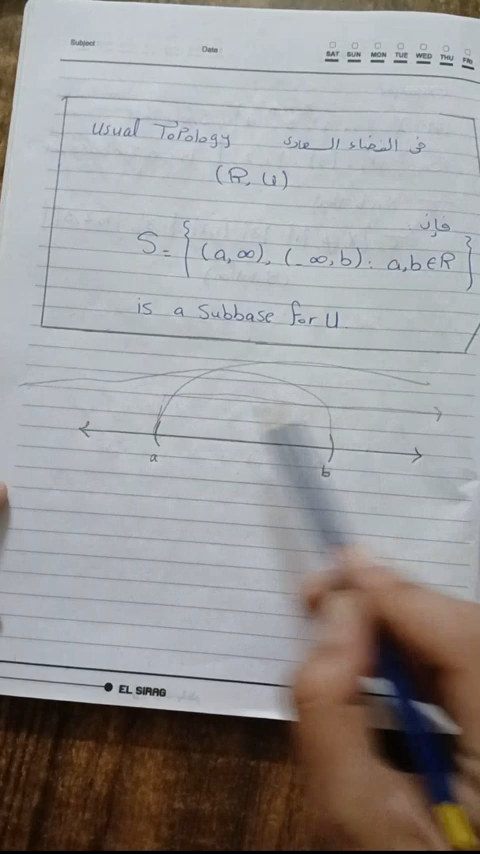 Subject :
Date :
SAT SUN MON TUE WED THU FRI
Usual Topology في الفضاء العادى
(R, U)
فإن
S = { (a, ∞), (-∞, b) : a, b ∈ R }
is a Subbase for U.
a b
EL SIRAG